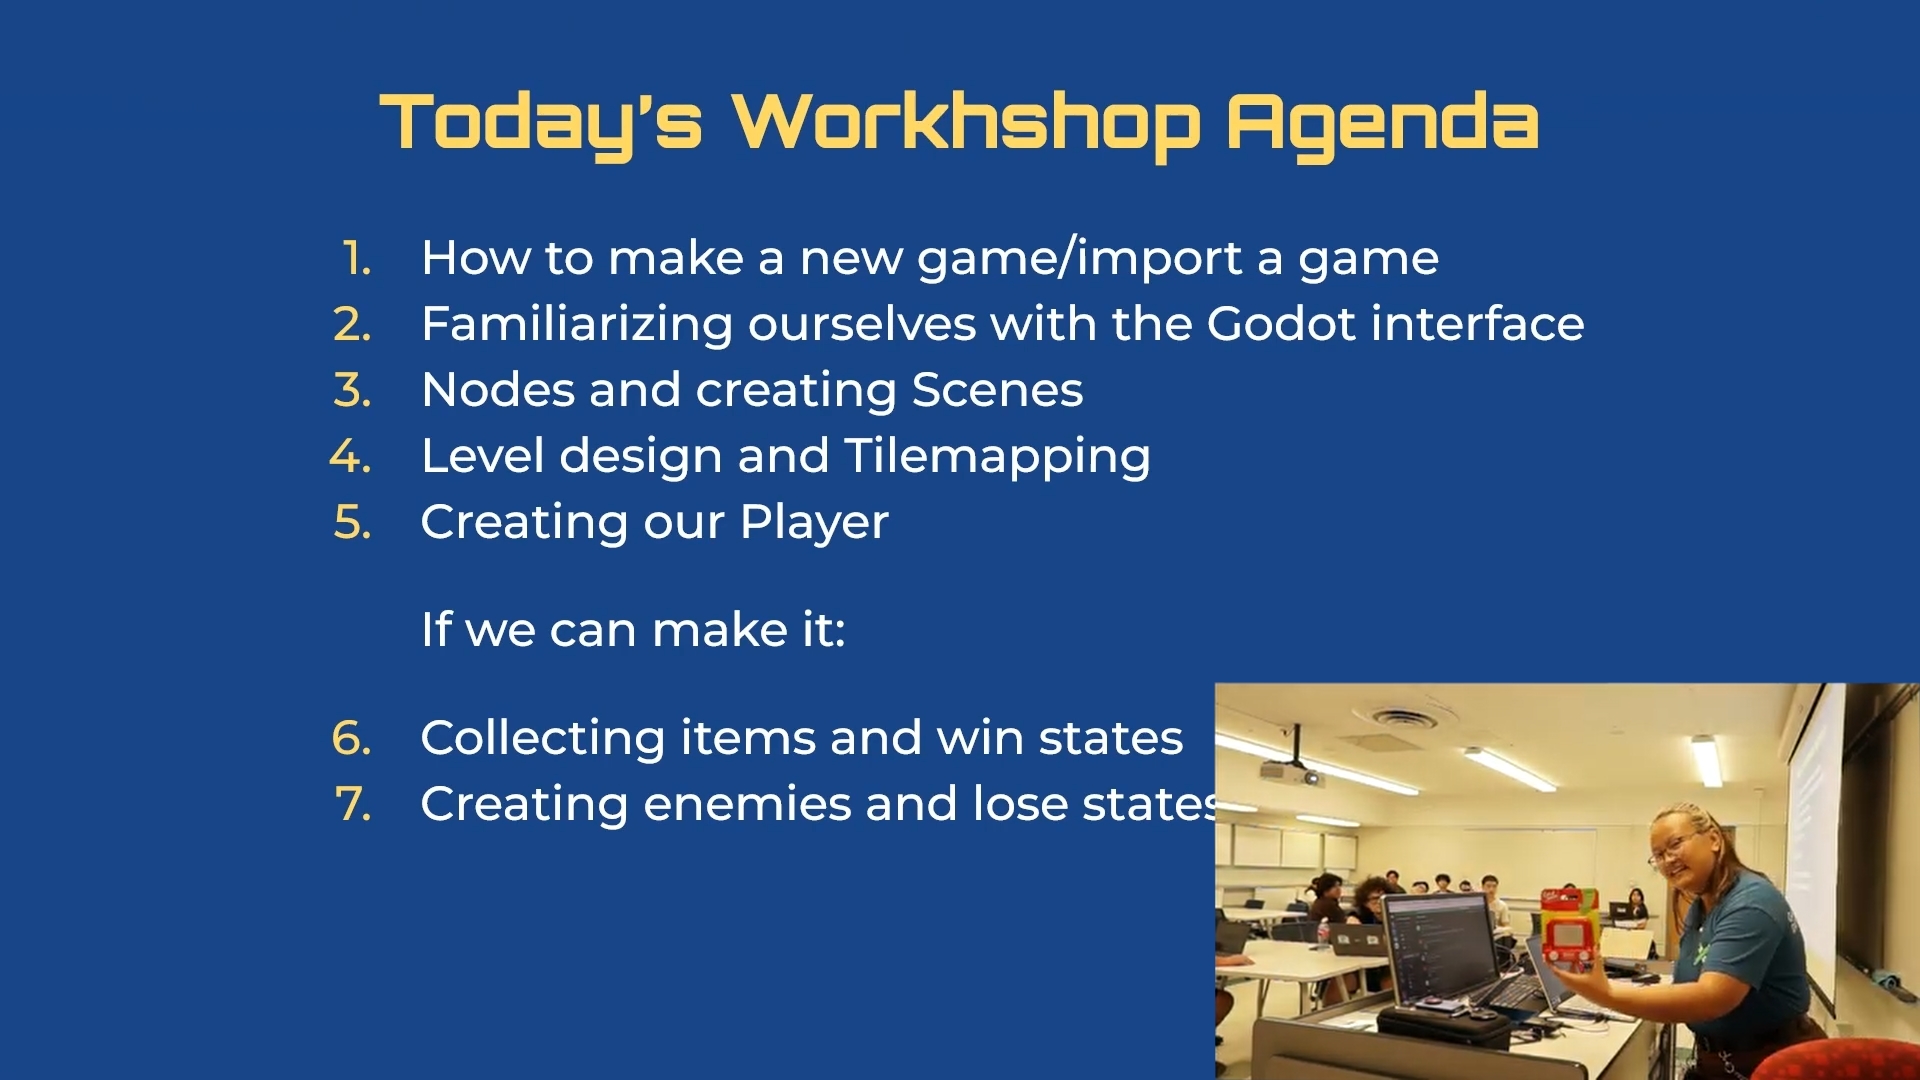 Today's Workhshop Agenda
1. How to make a new game/import a game
2. Familiarizing ourselves with the Godot interface
3. Nodes and creating Scenes
4. Level design and Tilemapping
5. Creating our Player
If we can make it:
6. Collecting items and win states
7. Creating enemies and lose states